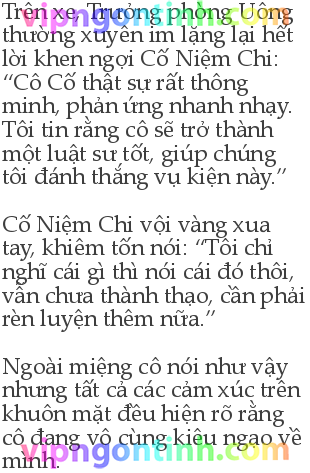 Trên xe, Trưởng phòng Hồng
thường xuyên im lặng lại hết
lời khen ngợi Cố Niệm Chi:
“Cô Cố thật sự rất thông
minh, phản ứng nhanh nhạy.
Tôi tin rằng cô sẽ trở thành
một luật sư tốt, giúp chúng
tôi đánh thắng vụ kiện này.”
Cố Niệm Chi vội vàng xua
tay, khiêm tốn nói: “Tôi chỉ
nghĩ cái gì thì nói cái đó thôi,
vẫn chưa thành thạo, cần phải
rèn luyện thêm nữa.”
Ngoài miệng cô nói như vậy
nhưng tất cả các cảm xúc trên
khuôn mặt đều hiện rõ rằng
cô đang vô cùng kiêu ngạo về
mình.
vipngontinh.com
vipngontinh.com